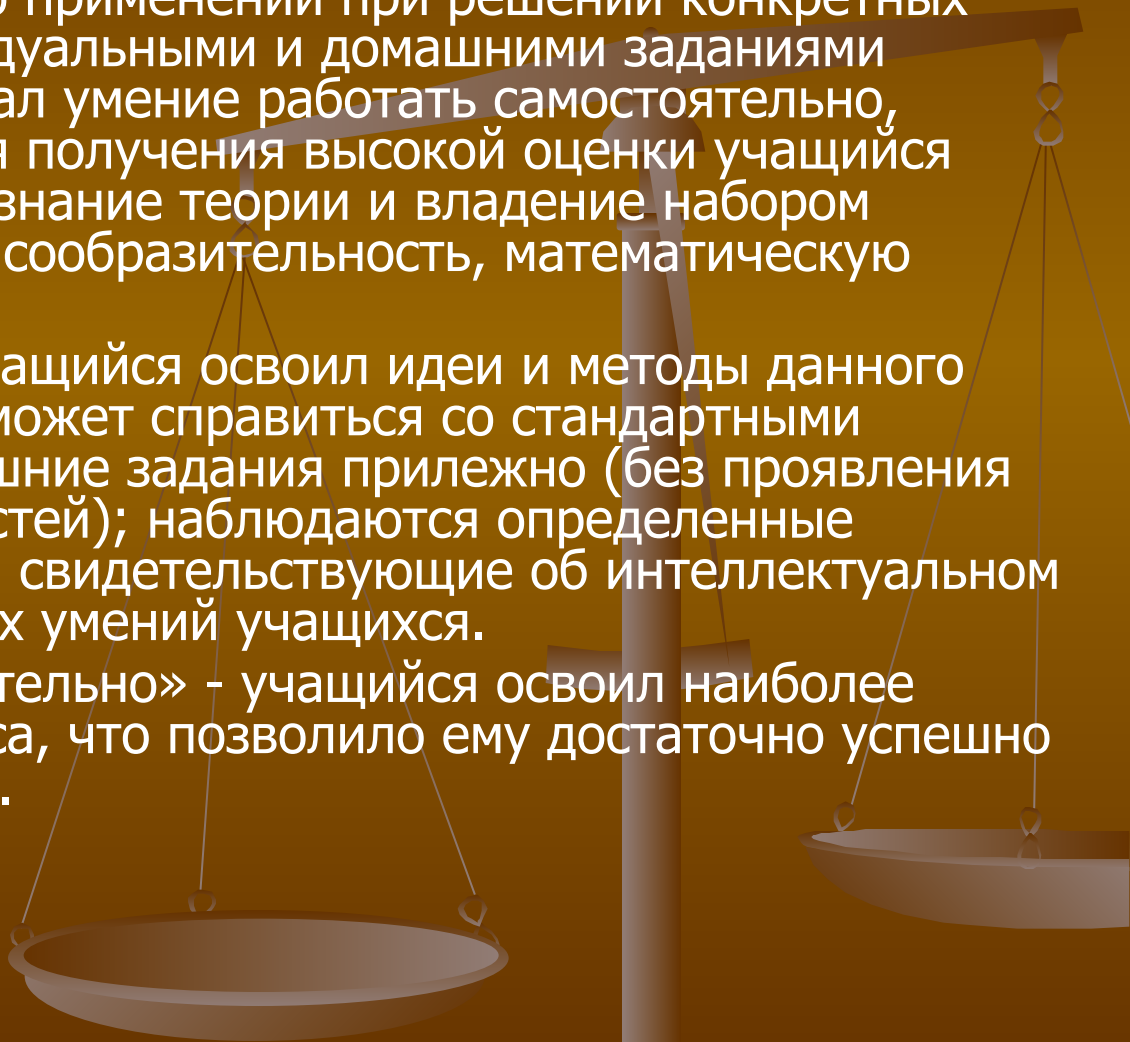 применении при решении конкретных
дуальными и домашними заданиями
ал умение работать самостоятельно,
я получения высокой оценки учащийся
знание теории и владение набором
сообразительность, математическую
ащийся освоил идеи и методы данного
может справиться со стандартными
шние задания прилежно (без проявления
стей); наблюдаются определенные
свидетельствующие об интеллектуальном
х умений учащихся.
тельно» - учащийся освоил наиболее
са, что позволило ему достаточно успешно
.